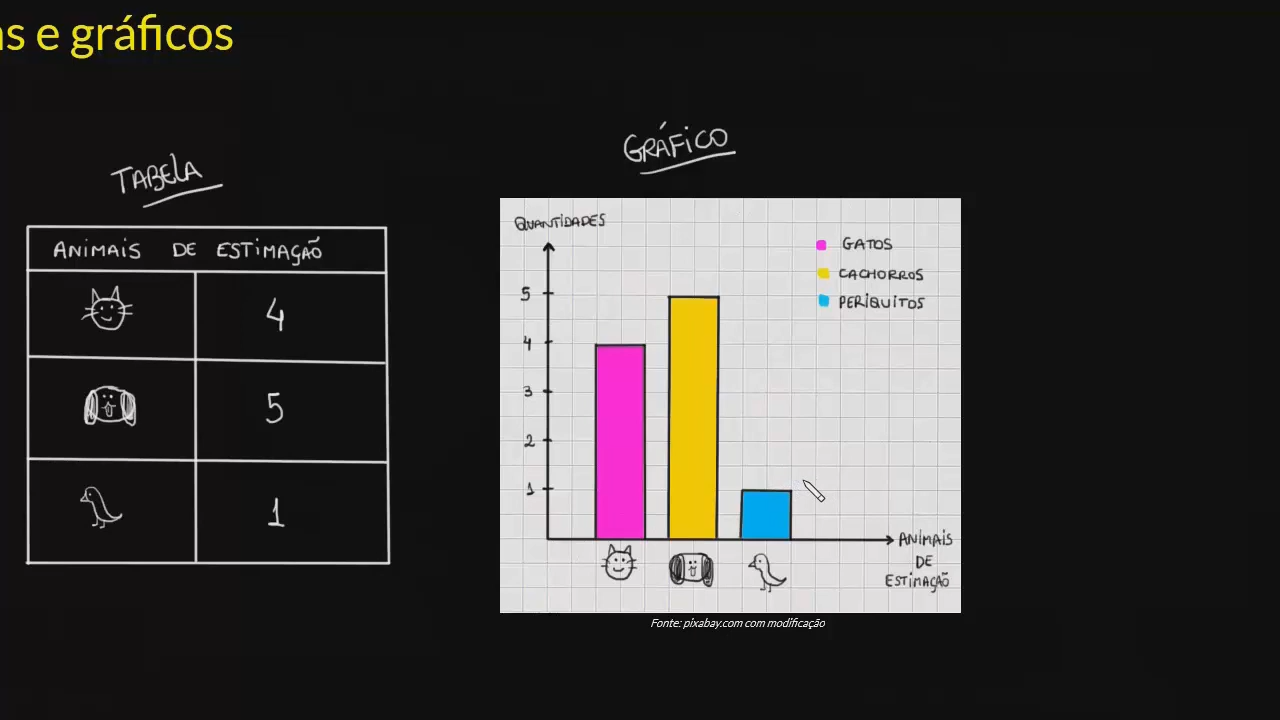 s e gráficos
TABELA
ANIMAIS DE ESTIMAÇÃO
4
5
1
GRÁFICO
QUANTIDADES
GATOS
CACHORROS
PERIQUITOS
5
4
3
2
1
ANIMAIS
DE
ESTIMAÇÃO
Fonte: pixabay.com com modificação